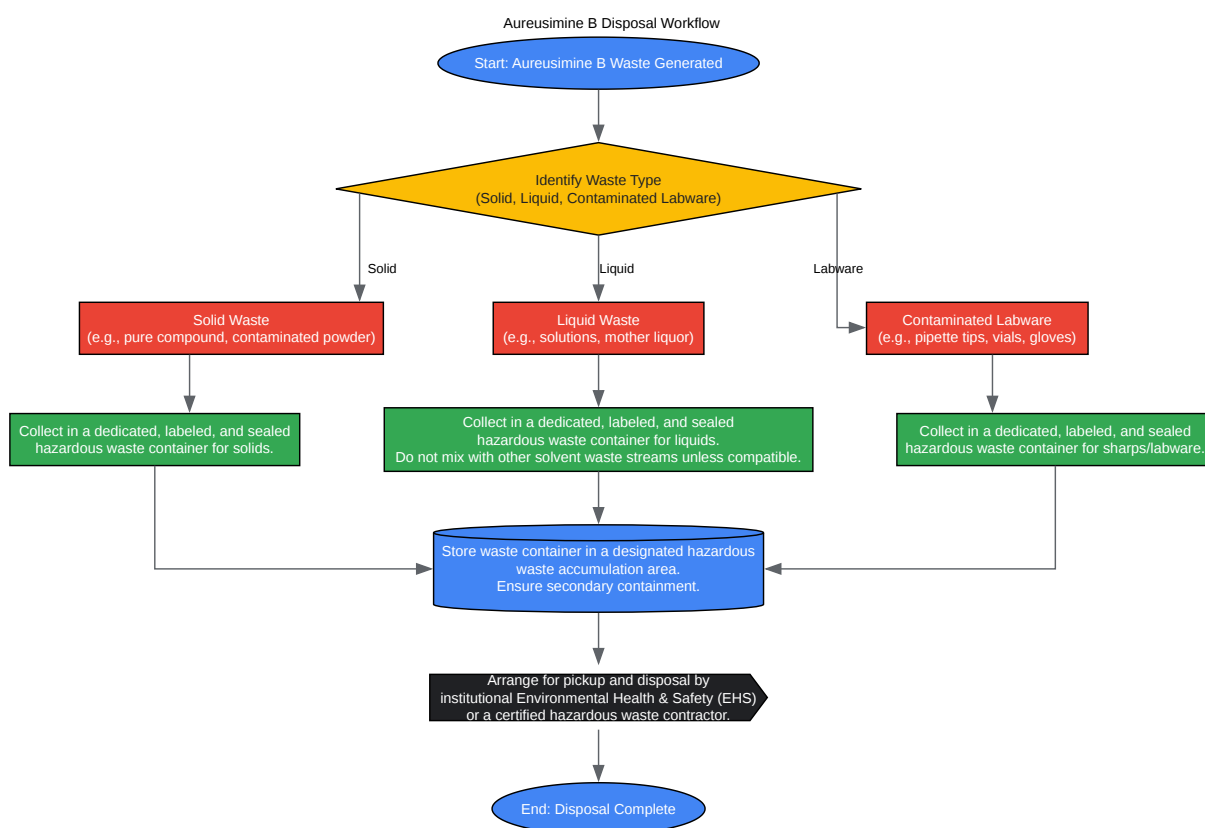 Aureusimine B Disposal Workflow
Start: Aureusimine B Waste Generated
Identify Waste Type
(Solid, Liquid, Contaminated Labware)
Solid
Liquid
Labware
Solid Waste
(e.g., pure compound, contaminated powder)
Liquid Waste
(e.g., solutions, mother liquor)
Contaminated Labware
(e.g., pipette tips, vials, gloves)
Collect in a dedicated, labeled, and sealed
hazardous waste container for solids.
Collect in a dedicated, labeled, and sealed
hazardous waste container for liquids.
Do not mix with other solvent waste streams unless compatible.
Collect in a dedicated, labeled, and sealed
hazardous waste container for sharps/labware.
Store waste container in a designated hazardous
waste accumulation area.
Ensure secondary containment.
Arrange for pickup and disposal by
institutional Environmental Health & Safety (EHS)
or a certified hazardous waste contractor.
End: Disposal Complete